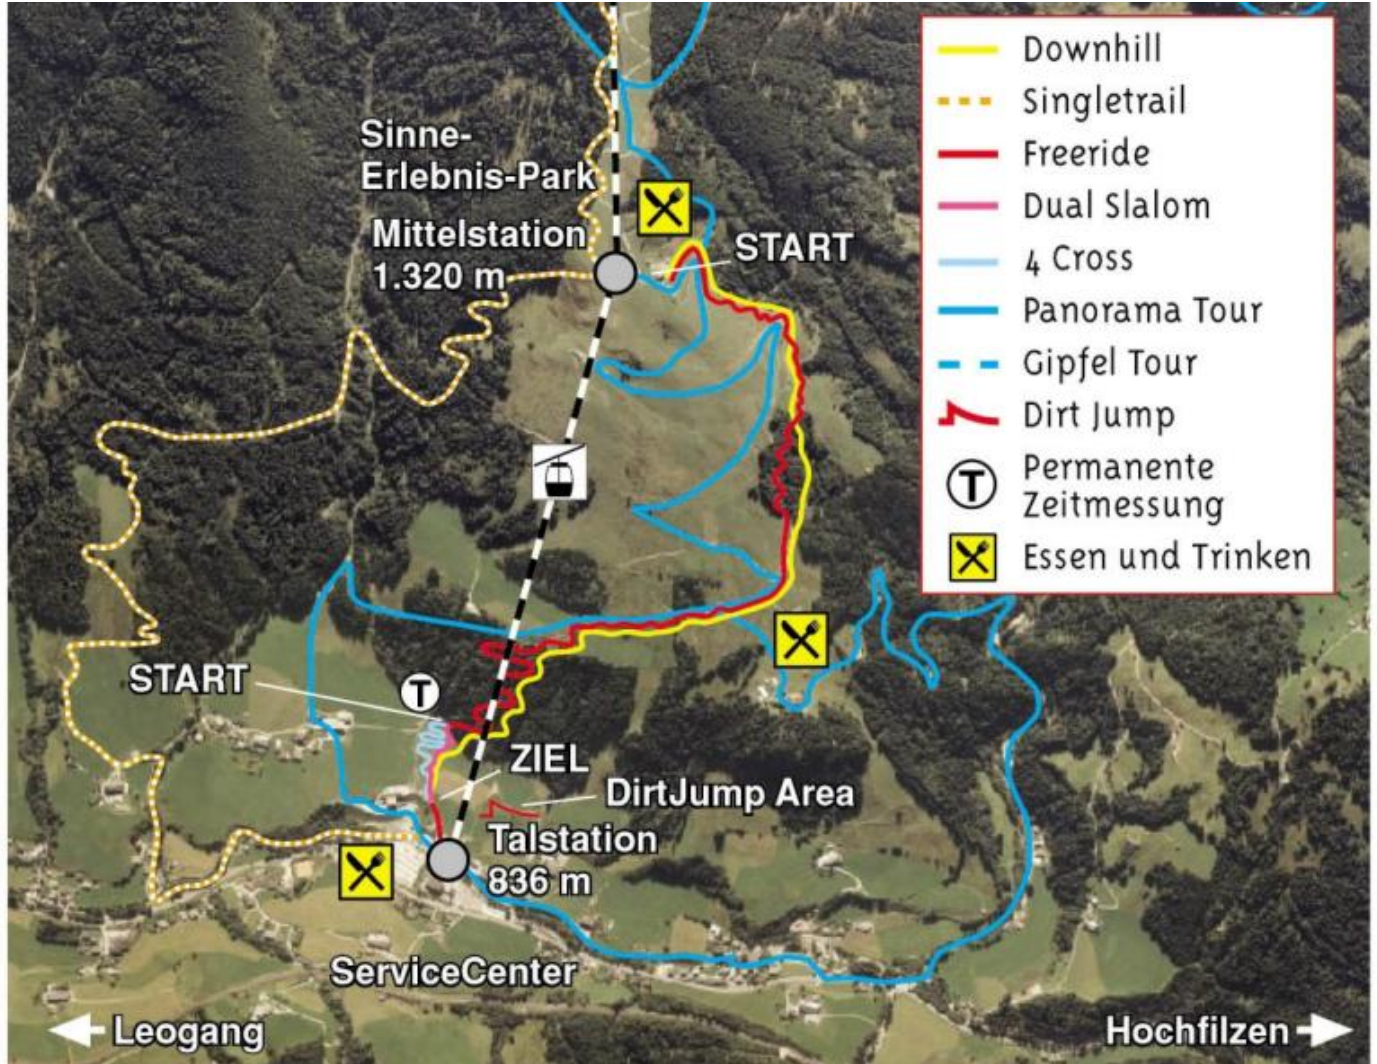 Downhill
Singletrail
Freeride
Dual Slalom
4 Cross
Panorama Tour
Gipfel Tour
Dirt Jump
T
Permanente
Zeitmessung
Essen und Trinken
Sinne-
Erlebnis-Park
Mittelstation
1.320 m
START
START
T
ZIEL
DirtJump Area
Talstation
836 m
ServiceCenter
Leogang
Hochfilzen